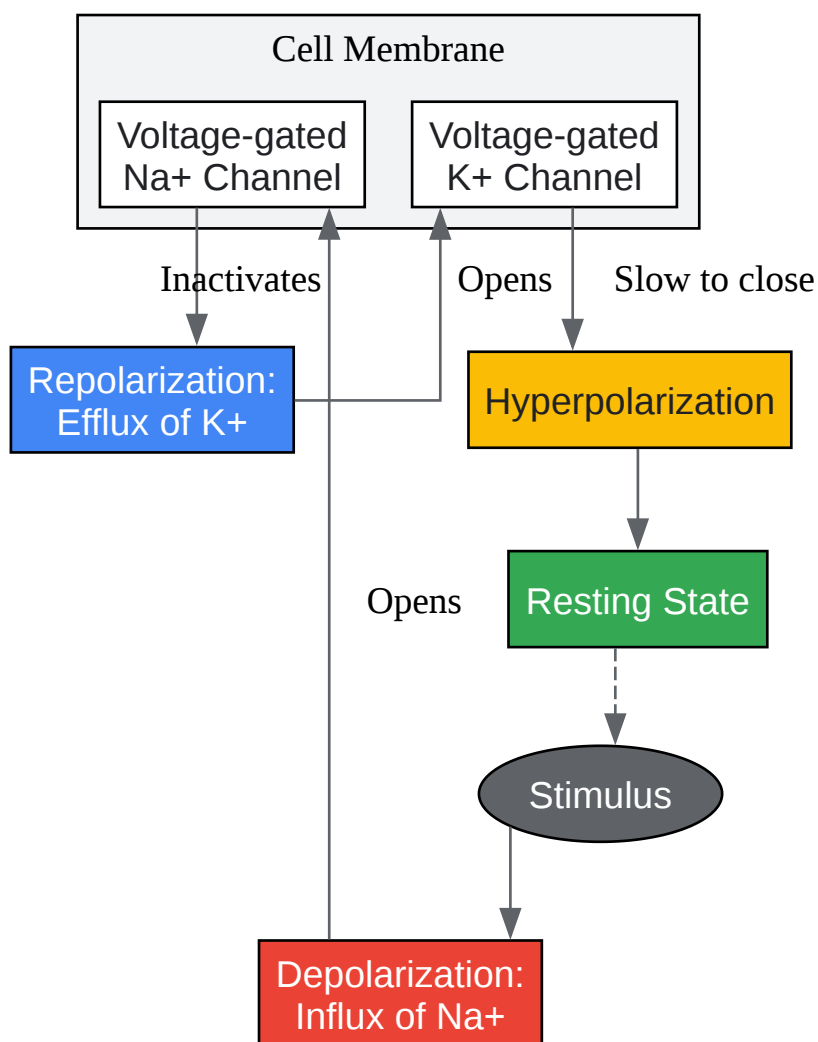 Cell Membrane
Voltage-gated
Na+ Channel
Voltage-gated
K+ Channel
Inactivates
Opens
Slow to close
Repolarization:
Efflux of K+
Hyperpolarization
Opens
Resting State
Stimulus
Depolarization:
Influx of Na+